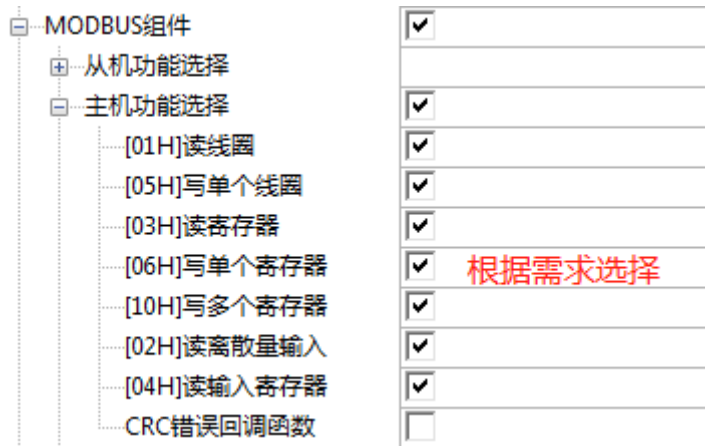 MODBUS组件
从机功能选择
主机功能选择
[01H]读线圈
[05H]写单个线圈
[03H]读寄存器
[06H]写单个寄存器 根据需求选择
[10H]写多个寄存器
[02H]读离散量输入
[04H]读输入寄存器
CRC错误回调函数